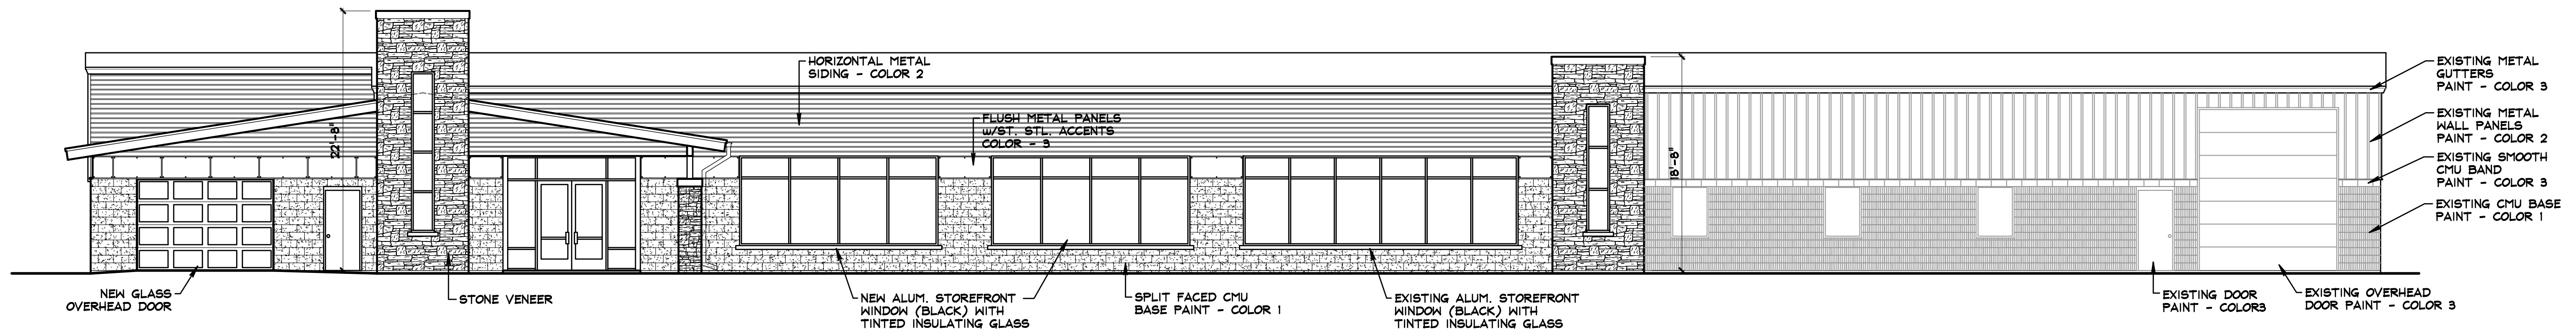 22'-8"
HORIZONTAL METAL
SIDING - COLOR 2
FLUSH METAL PANELS
w/ST. STL. ACCENTS
COLOR - 3
18'-8"
EXISTING METAL
GUTTERS
PAINT - COLOR 3
EXISTING METAL
WALL PANELS
PAINT - COLOR 2
EXISTING SMOOTH
CMU BAND
PAINT - COLOR 3
EXISTING CMU BASE
PAINT - COLOR 1
NEW GLASS
OVERHEAD DOOR
STONE VENEER
NEW ALUM. STOREFRONT
WINDOW (BLACK) WITH
TINTED INSULATING GLASS
SPLIT FACED CMU
BASE PAINT - COLOR 1
EXISTING ALUM. STOREFRONT
WINDOW (BLACK) WITH
TINTED INSULATING GLASS
EXISTING DOOR
PAINT - COLOR3
EXISTING OVERHEAD
DOOR PAINT - COLOR 3